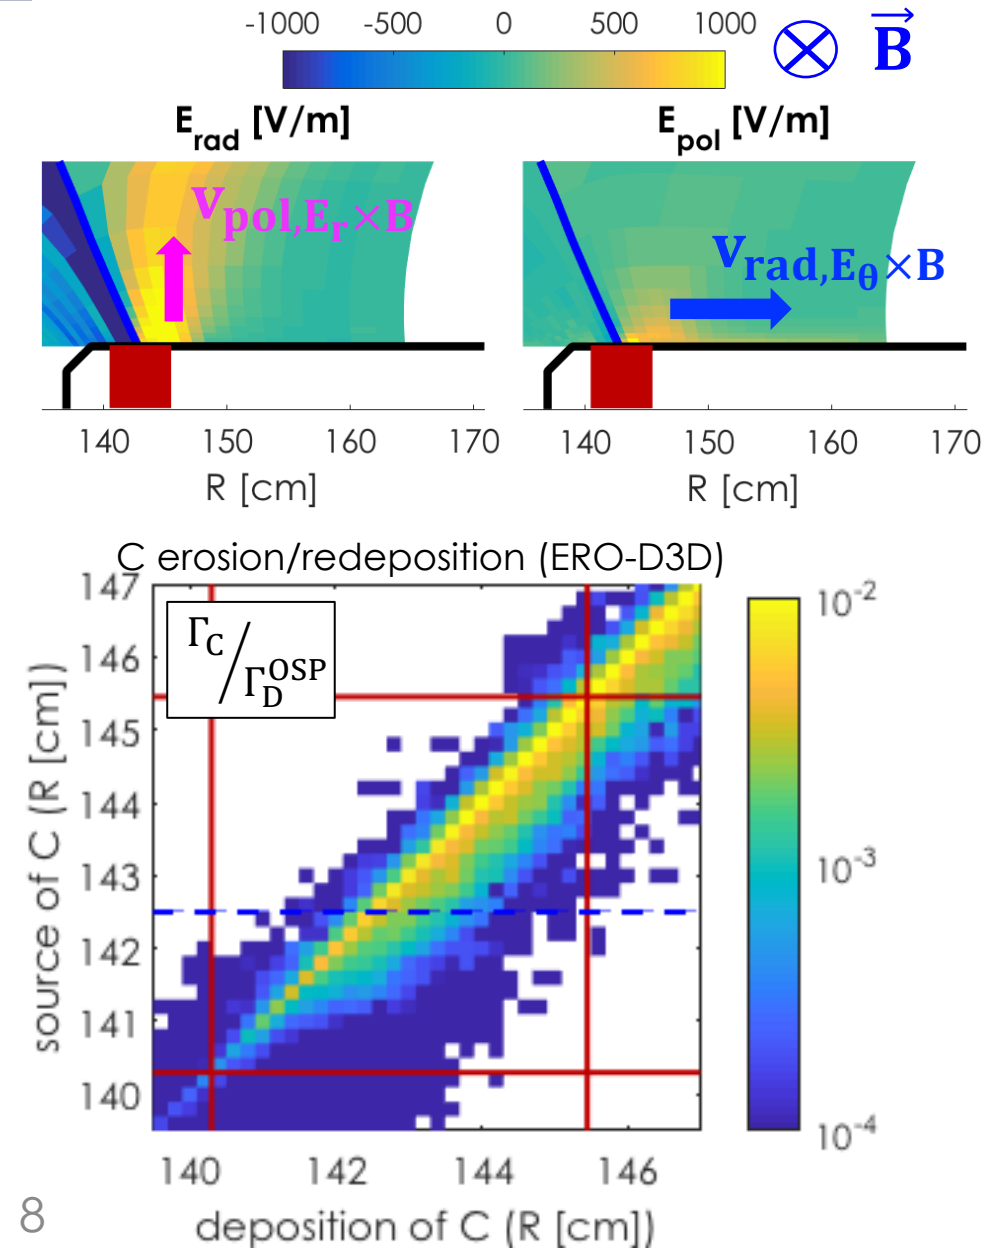 -1000 -500 0 500 1000
B
E_rad [V/m]
E_pol [V/m]
v_pol,E_r×B
v_rad,E_θ×B
140 150 160 170
R [cm]
140 150 160 170
R [cm]
C erosion/redeposition (ERO-D3D)
Γ_C/Γ_D^OSP
147
146
145
144
143
142
141
140
source of C (R [cm])
140 142 144 146
deposition of C (R [cm])
10^-2
10^-3
10^-4
8